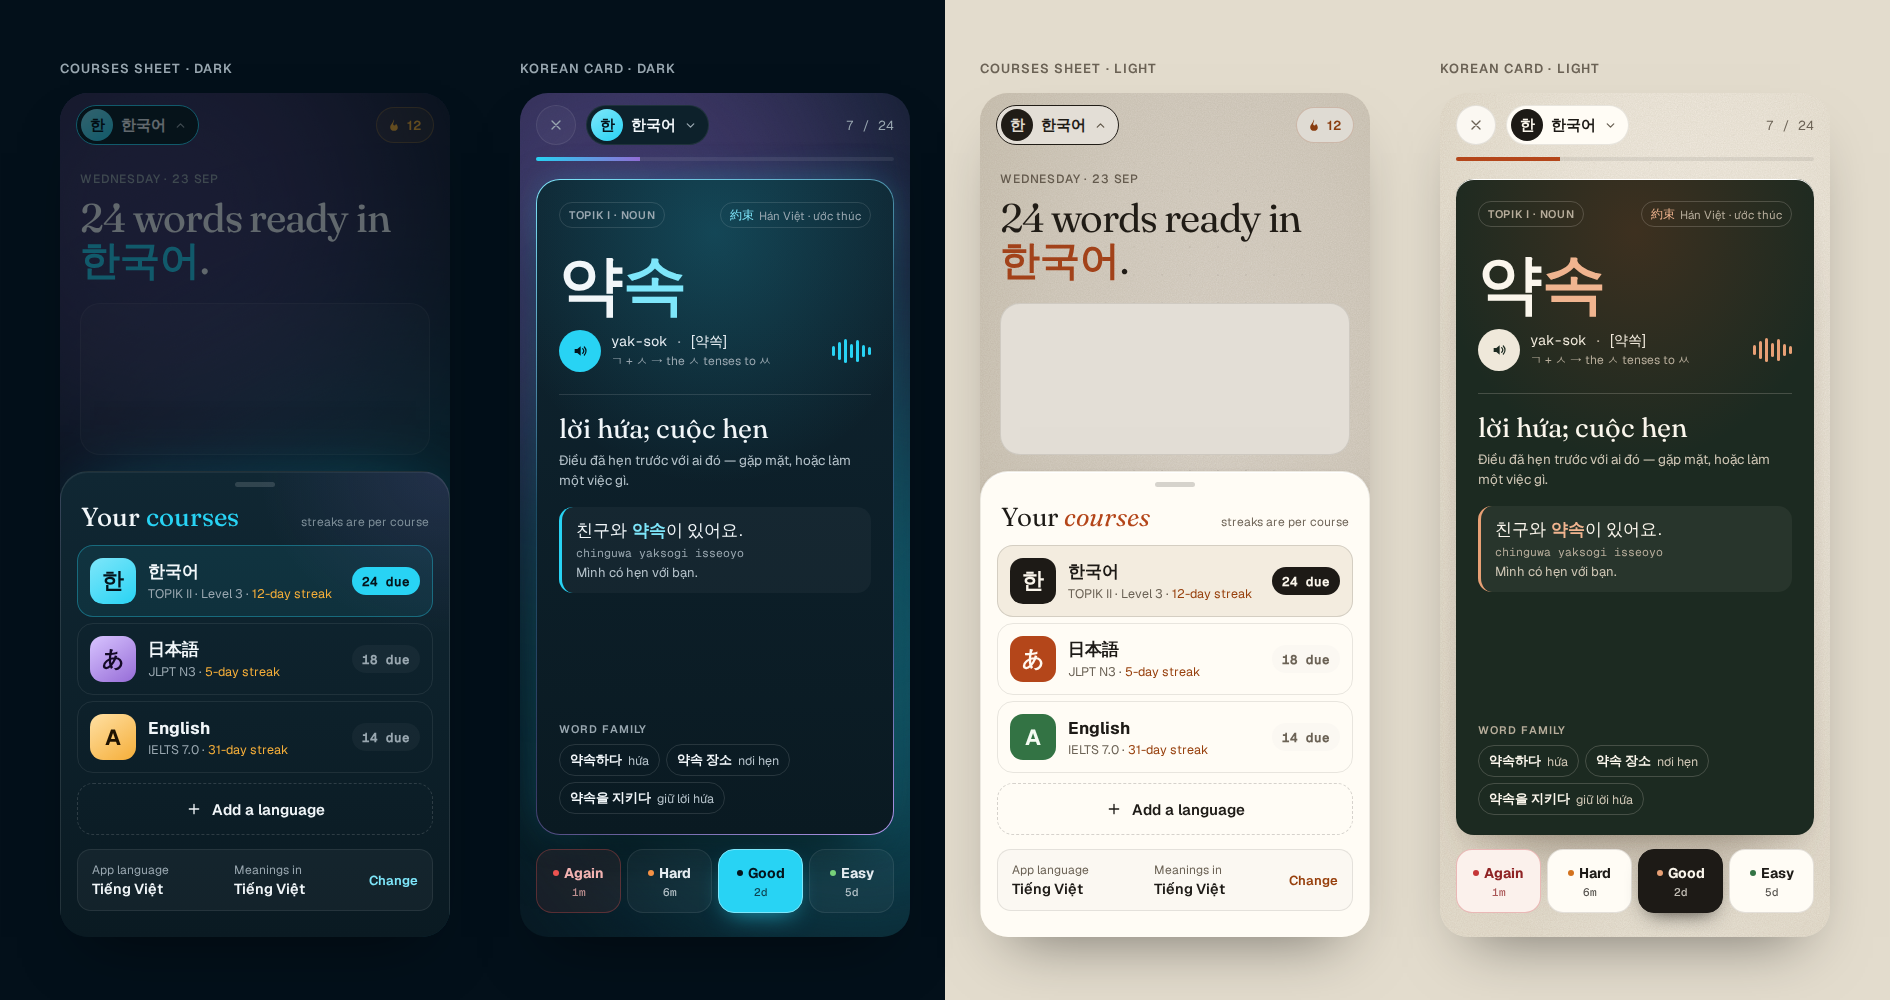 COURSES SHEET · DARK
한 한국어
12
WEDNESDAY · 23 SEP
24 words ready in
한국어.
Your courses
streaks are per course
한
한국어
TOPIK II · Level 3 · 12-day streak
24 due
あ
日本語
JLPT N3 · 5-day streak
18 due
A
English
IELTS 7.0 · 31-day streak
14 due
+ Add a language
App language
Tiếng Việt
Meanings in
Tiếng Việt
Change
KOREAN CARD · DARK
한 한국어
7 / 24
TOPIK I · NOUN
約束 Hán Việt · ước thúc
약속
yak-sok · [약쏙]
ㄱ + ㅅ → the ㅅ tenses to ㅆ
lời hứa; cuộc hẹn
Điều đã hẹn trước với ai đó — gặp mặt, hoặc làm
một việc gì.
친구와 약속이 있어요.
chinguwa yaksogi isseoyo
Mình có hẹn với bạn.
WORD FAMILY
약속하다 hứa
약속 장소 nơi hẹn
약속을 지키다 giữ lời hứa
Again
1m
Hard
6m
Good
2d
Easy
5d
COURSES SHEET · LIGHT
한 한국어
12
WEDNESDAY · 23 SEP
24 words ready in
한국어.
Your courses
streaks are per course
한
한국어
TOPIK II · Level 3 · 12-day streak
24 due
あ
日本語
JLPT N3 · 5-day streak
18 due
A
English
IELTS 7.0 · 31-day streak
14 due
+ Add a language
App language
Tiếng Việt
Meanings in
Tiếng Việt
Change
KOREAN CARD · LIGHT
한 한국어
7 / 24
TOPIK I · NOUN
約束 Hán Việt · ước thúc
약속
yak-sok · [약쏙]
ㄱ + ㅅ → the ㅅ tenses to ㅆ
lời hứa; cuộc hẹn
Điều đã hẹn trước với ai đó — gặp mặt, hoặc làm
một việc gì.
친구와 약속이 있어요.
chinguwa yaksogi isseoyo
Mình có hẹn với bạn.
WORD FAMILY
약속하다 hứa
약속 장소 nơi hẹn
약속을 지키다 giữ lời hứa
Again
1m
Hard
6m
Good
2d
Easy
5d